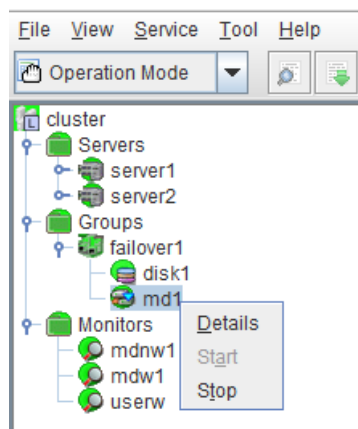 File View Service Tool Help
Operation Mode
L cluster
Servers
server1
server2
Groups
failover1
disk1
md1
Details
Start
Stop
Monitors
mdnw1
mdw1
userw